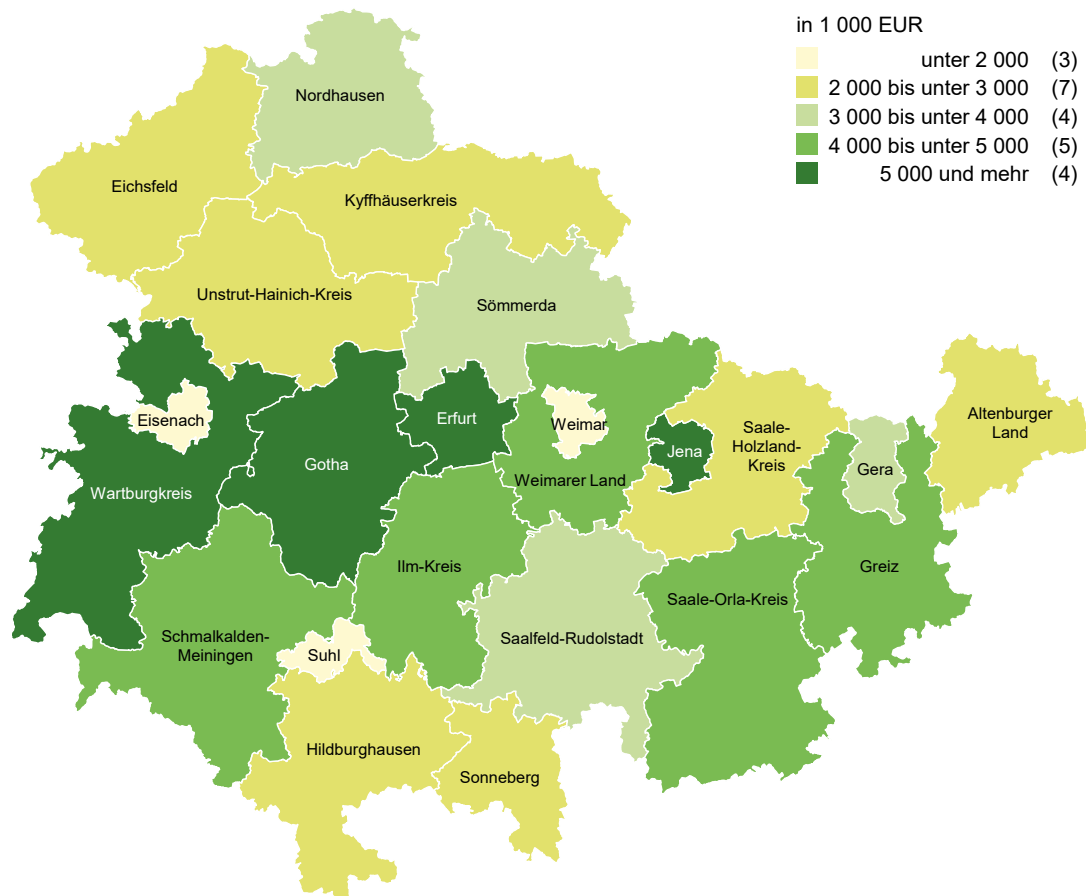 in 1 000 EUR
unter 2 000 (3)
2 000 bis unter 3 000 (7)
3 000 bis unter 4 000 (4)
4 000 bis unter 5 000 (5)
5 000 und mehr (4)
Nordhausen
Eichsfeld
Kyffhäuserkreis
Unstrut-Hainich-Kreis
Sömmerda
Eisenach
Erfurt
Weimar
Saale-
Holzland-
Kreis
Altenburger
Land
Gotha
Jena
Gera
Wartburgkreis
Weimarer Land
Ilm-Kreis
Greiz
Saale-Orla-Kreis
Schmalkalden-
Meiningen
Suhl
Saalfeld-Rudolstadt
Hildburghausen
Sonneberg